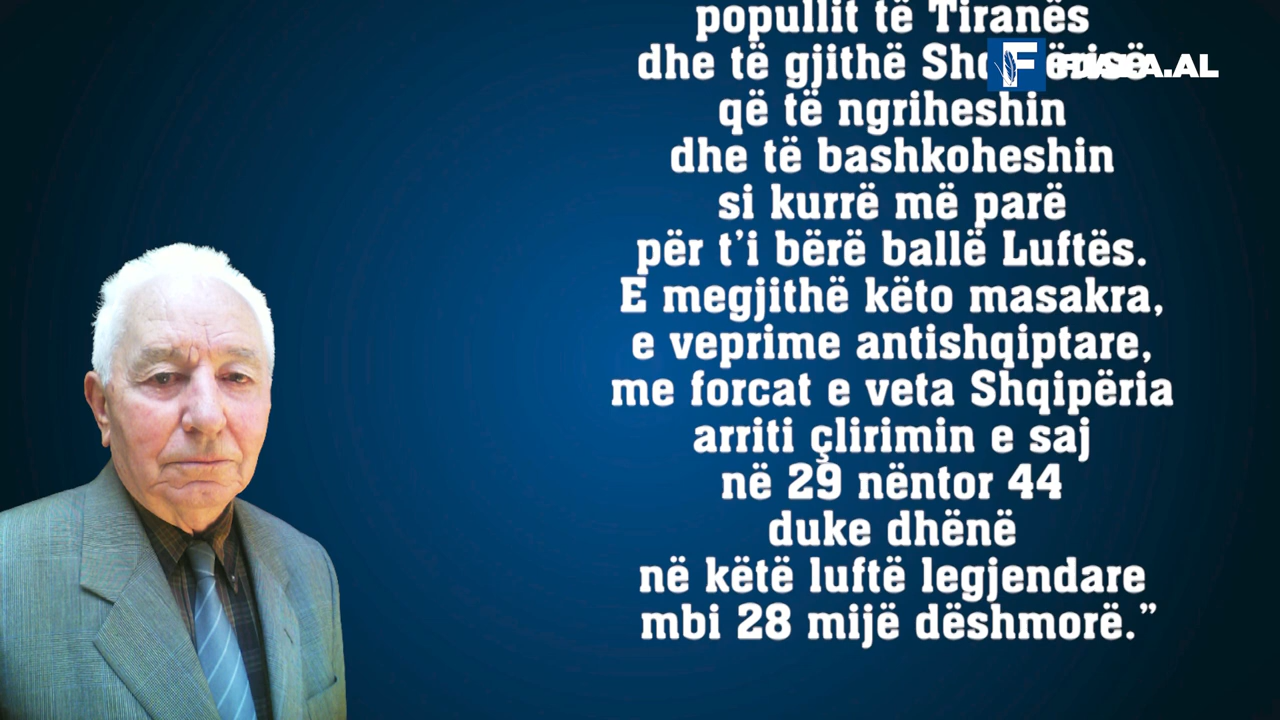 popullit të Tiranës
dhe të gjithë
që të ngriheshin
dhe të bashkoheshin
si kurrë më parë
për t’i bërë ballë Luftës.
E megjithë këto masakra,
e veprime antishqiptare,
me forcat e veta Shqipëria
arriti çlirimin e saj
në 29 nëntor 44
duke dhënë
në këtë luftë legjendare
mbi 28 mijë dëshmorë.”